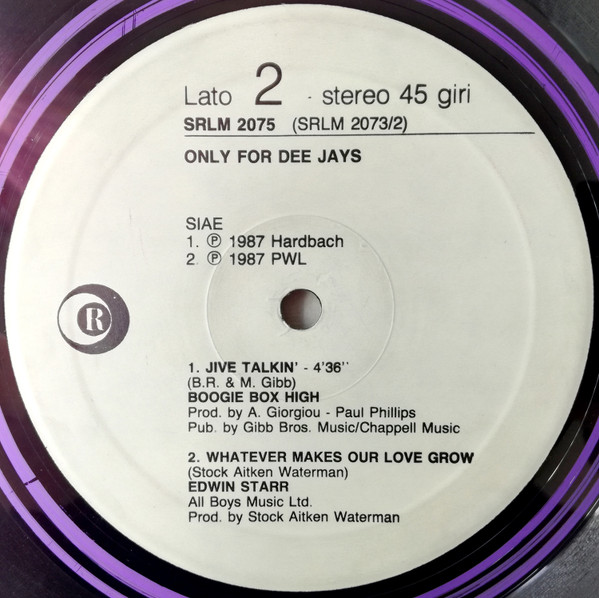 Lato 2 - stereo 45 giri
SRLM 2075 (SRLM 2073/2)
ONLY FOR DEE JAYS
SIAE
1. ℗ 1987 Hardbach
2. ℗ 1987 PWL
R
1. JIVE TALKIN' - 4'36''
(B.R. & M. Gibb)
BOOGIE BOX HIGH
Prod. by A. Giorgiou - Paul Phillips
Pub. by Gibb Bros. Music/Chappell Music
2. WHATEVER MAKES OUR LOVE GROW
(Stock Aitken Waterman)
EDWIN STARR
All Boys Music Ltd.
Prod. by Stock Aitken Waterman